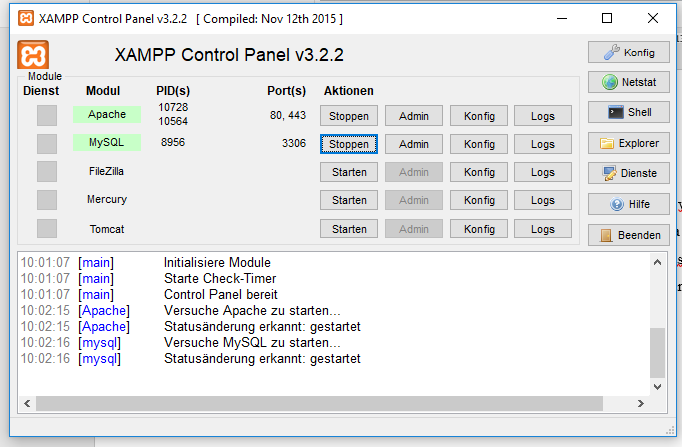 XAMPP Control Panel v3.2.2 [ Compiled: Nov 12th 2015 ]
XAMPP Control Panel v3.2.2
Konfig
Module
Dienst Modul PID(s) Port(s) Aktionen
Netstat
Apache 10728 10564 80, 443 Stoppen Admin Konfig Logs
Shell
MySQL 8956 3306 Stoppen Admin Konfig Logs
Explorer
FileZilla Starten Admin Konfig Logs
Dienste
Mercury Starten Admin Konfig Logs
Hilfe
Tomcat Starten Admin Konfig Logs
Beenden
10:01:07 [main] Initialisiere Module
10:01:07 [main] Starte Check-Timer
10:01:07 [main] Control Panel bereit
10:02:15 [Apache] Versuche Apache zu starten...
10:02:15 [Apache] Statusänderung erkannt: gestartet
10:02:16 [mysql] Versuche MySQL zu starten...
10:02:16 [mysql] Statusänderung erkannt: gestartet